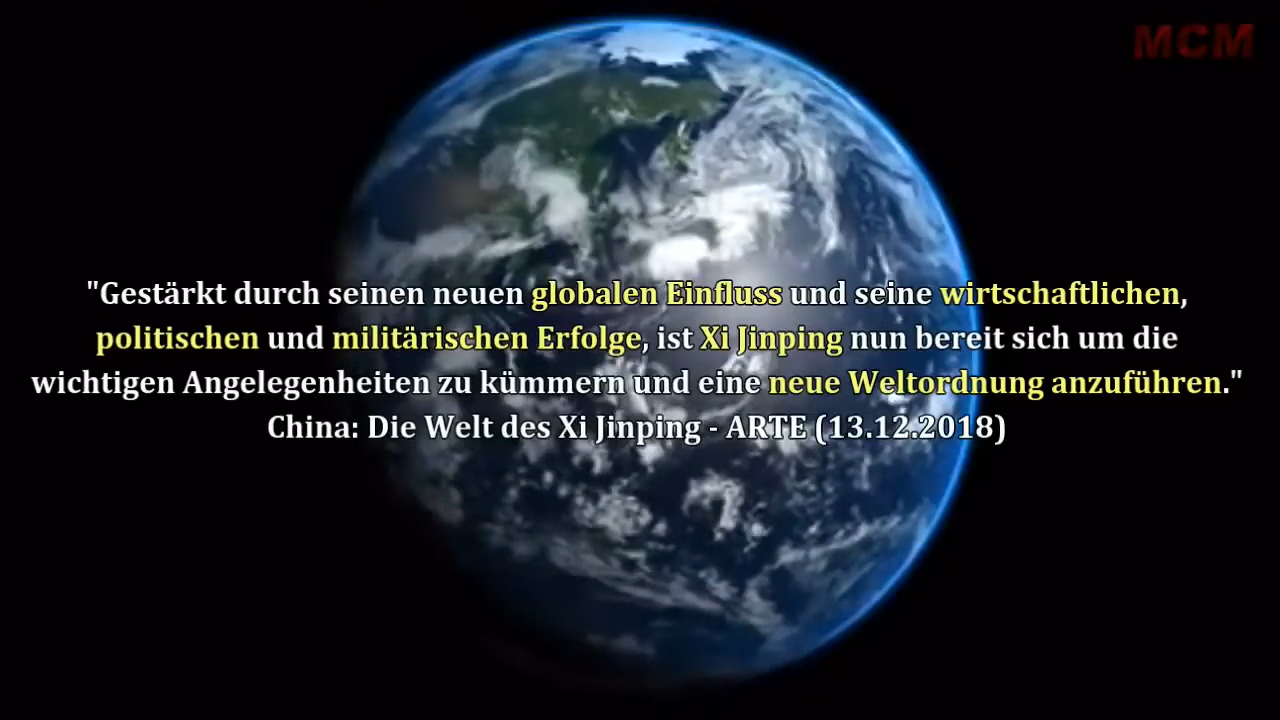 MCM
"Gestärkt durch seinen neuen globalen Einfluss und seine wirtschaftlichen,
politischen und militärischen Erfolge, ist Xi Jinping nun bereit sich um die
wichtigen Angelegenheiten zu kümmern und eine neue Weltordnung anzuführen."
China: Die Welt des Xi Jinping - ARTE (13.12.2018)